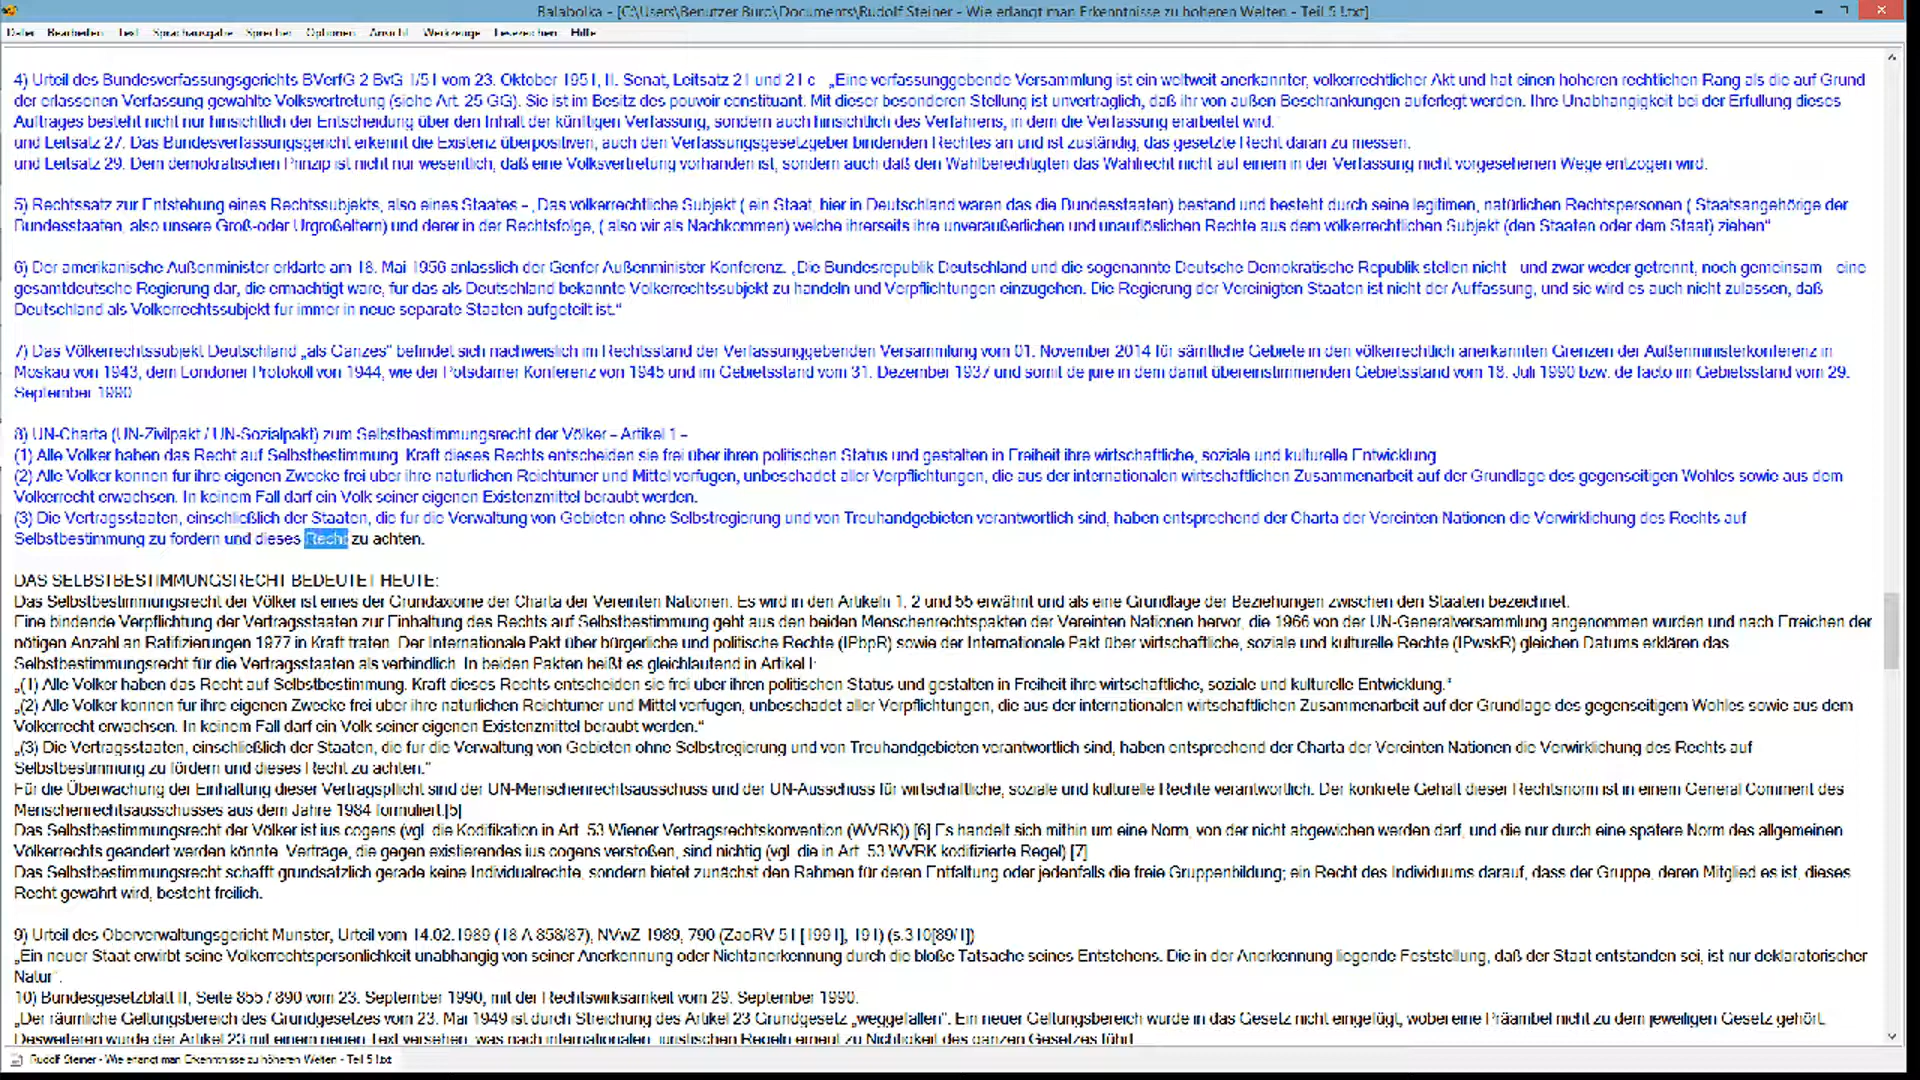 Balabolka - [C:\Users\Benutzer Büro\Documents\Rudolf Steiner - Wie erlangt man Erkenntnisse zu höheren Welten - Teil 5 !.txt]
Datei Bearbeiten Text Sprachausgabe Sprecher Optionen Ansicht Werkzeuge Lesezeichen Hilfe
4) Urteil des Bundesverfassungsgerichts BVerfG 2 BvG 1/51 vom 23. Oktober 1951, II. Senat, Leitsatz 21 und 21 c „Eine verfassunggebende Versammlung ist ein weltweit anerkannter, völkerrechtlicher Akt und hat einen höheren rechtlichen Rang als die auf Grund
der erlassenen Verfassung gewählte Volksvertretung (siehe Art. 25 GG). Sie ist im Besitz des pouvoir constituant. Mit dieser besonderen Stellung ist unverträglich, daß ihr von außen Beschränkungen auferlegt werden. Ihre Unabhängigkeit bei der Erfüllung dieses
Auftrages besteht nicht nur hinsichtlich der Entscheidung über den Inhalt der künftigen Verfassung, sondern auch hinsichtlich des Verfahrens, in dem die Verfassung erarbeitet wird.
und Leitsatz 27. Das Bundesverfassungsgericht erkennt die Existenz überpositiven, auch den Verfassungsgesetzgeber bindenden Rechtes an und ist zuständig, das gesetzte Recht daran zu messen.
und Leitsatz 29. Dem demokratischen Prinzip ist nicht nur wesentlich, daß eine Volksvertretung vorhanden ist, sondern auch daß den Wahlberechtigten das Wahlrecht nicht auf einem in der Verfassung nicht vorgesehenen Wege entzogen wird.
5) Rechtssatz zur Entstehung eines Rechtssubjekts, also eines Staates – „Das völkerrechtliche Subjekt ( ein Staat, hier in Deutschland waren das die Bundesstaaten) bestand und besteht durch seine legitimen, natürlichen Rechtspersonen ( Staatsangehörige der
Bundesstaaten, also unsere Groß-oder Urgroßeltern) und derer in der Rechtsfolge, ( also wir als Nachkommen) welche ihrerseits ihre unveräußerlichen und unauflöslichen Rechte aus dem völkerrechtlichen Subjekt (den Staaten oder dem Staat) ziehen“
6) Der amerikanische Außenminister erklärte am 18. Mai 1956 anlässlich der Genfer Außenminister Konferenz. „Die Bundesrepublik Deutschland und die sogenannte Deutsche Demokratische Republik stellen nicht - und zwar weder getrennt, noch gemeinsam - eine
gesamtdeutsche Regierung dar, die ermächtigt wäre, für das als Deutschland bekannte Völkerrechtssubjekt zu handeln und Verpflichtungen einzugehen. Die Regierung der Vereinigten Staaten ist nicht der Auffassung, und sie wird es auch nicht zulassen, daß
Deutschland als Völkerrechtssubjekt für immer in neue separate Staaten aufgeteilt ist.“
7) Das Völkerrechtssubjekt Deutschland „als Ganzes“ befindet sich nachweislich im Rechtsstand der Verfassunggebenden Versammlung vom 01. November 2014 für sämtliche Gebiete in den völkerrechtlich anerkannten Grenzen der Außenministerkonferenz in
Moskau von 1943, dem Londoner Protokoll von 1944, wie der Potsdamer Konferenz von 1945 und im Gebietsstand vom 31. Dezember 1937 und somit de jure in dem damit übereinstimmenden Gebietsstand vom 18. Juli 1990 bzw. de facto im Gebietsstand vom 29.
September 1990
8) UN-Charta (UN-Zivilpakt / UN-Sozialpakt) zum Selbstbestimmungsrecht der Völker – Artikel 1 –
(1) Alle Völker haben das Recht auf Selbstbestimmung. Kraft dieses Rechts entscheiden sie frei über ihren politischen Status und gestalten in Freiheit ihre wirtschaftliche, soziale und kulturelle Entwicklung
(2) Alle Völker können für ihre eigenen Zwecke frei über ihre natürlichen Reichtümer und Mittel verfügen, unbeschadet aller Verpflichtungen, die aus der internationalen wirtschaftlichen Zusammenarbeit auf der Grundlage des gegenseitigen Wohles sowie aus dem
Völkerrecht erwachsen. In keinem Fall darf ein Volk seiner eigenen Existenzmittel beraubt werden.
(3) Die Vertragsstaaten, einschließlich der Staaten, die für die Verwaltung von Gebieten ohne Selbstregierung und von Treuhandgebieten verantwortlich sind, haben entsprechend der Charta der Vereinten Nationen die Verwirklichung des Rechts auf
Selbstbestimmung zu fördern und dieses Recht zu achten.
DAS SELBSTBESTIMMUNGSRECHT BEDEUTET HEUTE:
Das Selbstbestimmungsrecht der Völker ist eines der Grundaxiome der Charta der Vereinten Nationen. Es wird in den Artikeln 1, 2 und 55 erwähnt und als eine Grundlage der Beziehungen zwischen den Staaten bezeichnet.
Eine bindende Verpflichtung der Vertragsstaaten zur Einhaltung des Rechts auf Selbstbestimmung geht aus den beiden Menschenrechtspakten der Vereinten Nationen hervor, die 1966 von der UN-Generalversammlung angenommen wurden und nach Erreichen der
nötigen Anzahl an Ratifizierungen 1977 in Kraft traten. Der Internationale Pakt über bürgerliche und politische Rechte (IPbpR) sowie der Internationale Pakt über wirtschaftliche, soziale und kulturelle Rechte (IPwskR) gleichen Datums erklären das
Selbstbestimmungsrecht für die Vertragsstaaten als verbindlich. In beiden Pakten heißt es gleichlautend in Artikel I:
„(1) Alle Völker haben das Recht auf Selbstbestimmung. Kraft dieses Rechts entscheiden sie frei über ihren politischen Status und gestalten in Freiheit ihre wirtschaftliche, soziale und kulturelle Entwicklung.“
„(2) Alle Völker können für ihre eigenen Zwecke frei über ihre natürlichen Reichtümer und Mittel verfügen, unbeschadet aller Verpflichtungen, die aus der internationalen wirtschaftlichen Zusammenarbeit auf der Grundlage des gegenseitigem Wohles sowie aus dem
Völkerrecht erwachsen. In keinem Fall darf ein Volk seiner eigenen Existenzmittel beraubt werden.“
„(3) Die Vertragsstaaten, einschließlich der Staaten, die für die Verwaltung von Gebieten ohne Selbstregierung und von Treuhandgebieten verantwortlich sind, haben entsprechend der Charta der Vereinten Nationen die Verwirklichung des Rechts auf
Selbstbestimmung zu fördern und dieses Recht zu achten.“
Für die Überwachung der Einhaltung dieser Vertragspflicht sind der UN-Menschenrechtsausschuss und der UN-Ausschuss für wirtschaftliche, soziale und kulturelle Rechte verantwortlich. Der konkrete Gehalt dieser Rechtsnorm ist in einem General Comment des
Menschenrechtsausschusses aus dem Jahre 1984 formuliert.[5]
Das Selbstbestimmungsrecht der Völker ist ius cogens (vgl. die Kodifikation in Art. 53 Wiener Vertragsrechtskonvention (WVRK)) [6] Es handelt sich mithin um eine Norm, von der nicht abgewichen werden darf, und die nur durch eine spätere Norm des allgemeinen
Völkerrechts geändert werden könnte. Verträge, die gegen existierendes ius cogens verstoßen, sind nichtig (vgl. die in Art. 53 WVRK kodifizierte Regel) [7]
Das Selbstbestimmungsrecht schafft grundsätzlich gerade keine Individualrechte, sondern bietet zunächst den Rahmen für deren Entfaltung oder jedenfalls die freie Gruppenbildung; ein Recht des Individuums darauf, dass der Gruppe, deren Mitglied es ist, dieses
Recht gewährt wird, besteht freilich.
9) Urteil des Oberverwaltungsgericht Münster, Urteil vom 14.02.1989 (18 A 858/87), NVwZ 1989, 790 (ZaöRV 51 [1991], 191) (s.310[89/1])
„Ein neuer Staat erwirbt seine Völkerrechtspersönlichkeit unabhängig von seiner Anerkennung oder Nichtanerkennung durch die bloße Tatsache seines Entstehens. Die in der Anerkennung liegende Feststellung, daß der Staat entstanden sei, ist nur deklaratorischer
Natur“.
10) Bundesgesetzblatt II, Seite 855 / 890 vom 23. September 1990, mit der Rechtswirksamkeit vom 29. September 1990.
„Der räumliche Geltungsbereich des Grundgesetzes vom 23. Mai 1949 ist durch Streichung des Artikel 23 Grundgesetz „weggefallen“. Ein neuer Geltungsbereich wurde in das Gesetz nicht eingefügt, wobei eine Präambel nicht zu dem jeweiligen Gesetz gehört.
Desweiteren wurde der Artikel 23 mit einem neuen Text versehen, was nach internationalen, juristischen Regeln erneut zu Nichtigkeit des ganzen Gesetzes führt
Rudolf Steiner - Wie erlangt man Erkenntnisse zu höheren Welten - Teil 5 !.txt